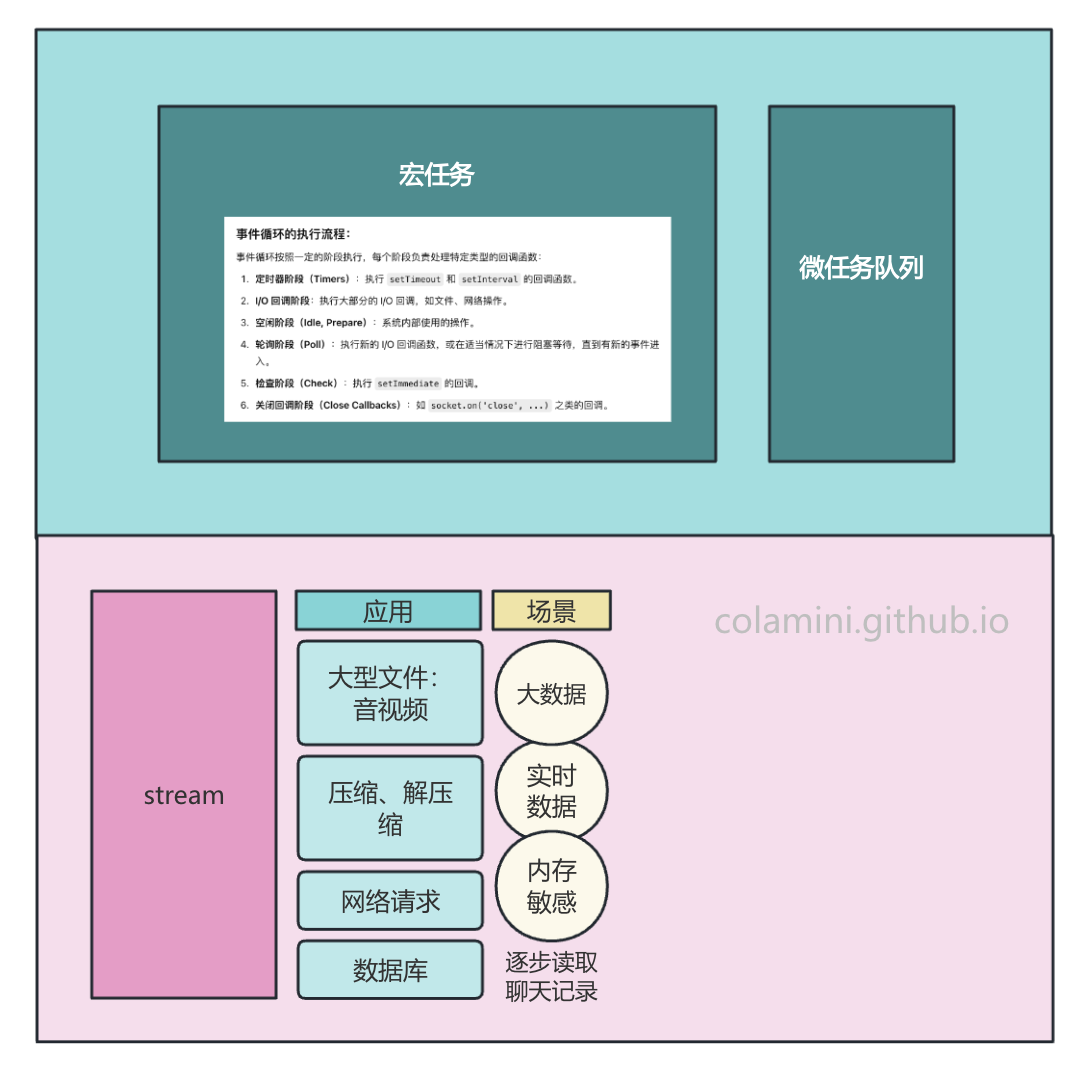 宏任务
事件循环的执行流程：
事件循环按照一定的阶段执行，每个阶段负责处理特定类型的回调函数：
1. 定时器阶段（Timers）：执行 setTimeout 和 setInterval 的回调函数。
2. I/O 回调阶段：执行大部分的 I/O 回调，如文件、网络操作。
3. 空闲阶段（Idle, Prepare）：系统内部使用的操作。
4. 轮询阶段（Poll）：执行新的 I/O 回调函数，或在适当情况下进行阻塞等待，直到有新的事件进
入。
5. 检查阶段（Check）：执行 setImmediate 的回调。
6. 关闭回调阶段（Close Callbacks）：如 socket.on('close', ...) 之类的回调。
微任务队列
stream
应用
大型文件：
音视频
压缩、解压
缩
网络请求
数据库
场景
大数据
实时
数据
内存
敏感
逐步读取
聊天记录
colamini.github.io